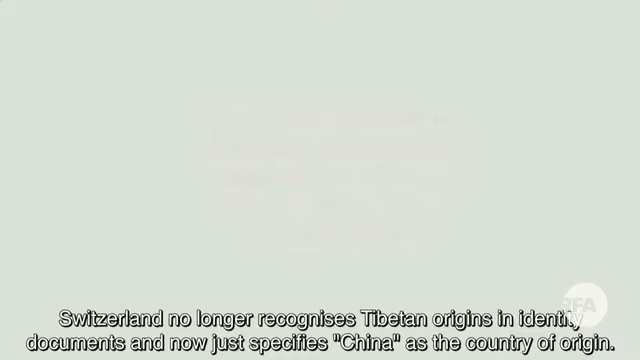 RFA
Switzerland no longer recognises Tibetan origins in identity
documents and now just specifies "China" as the country of origin.